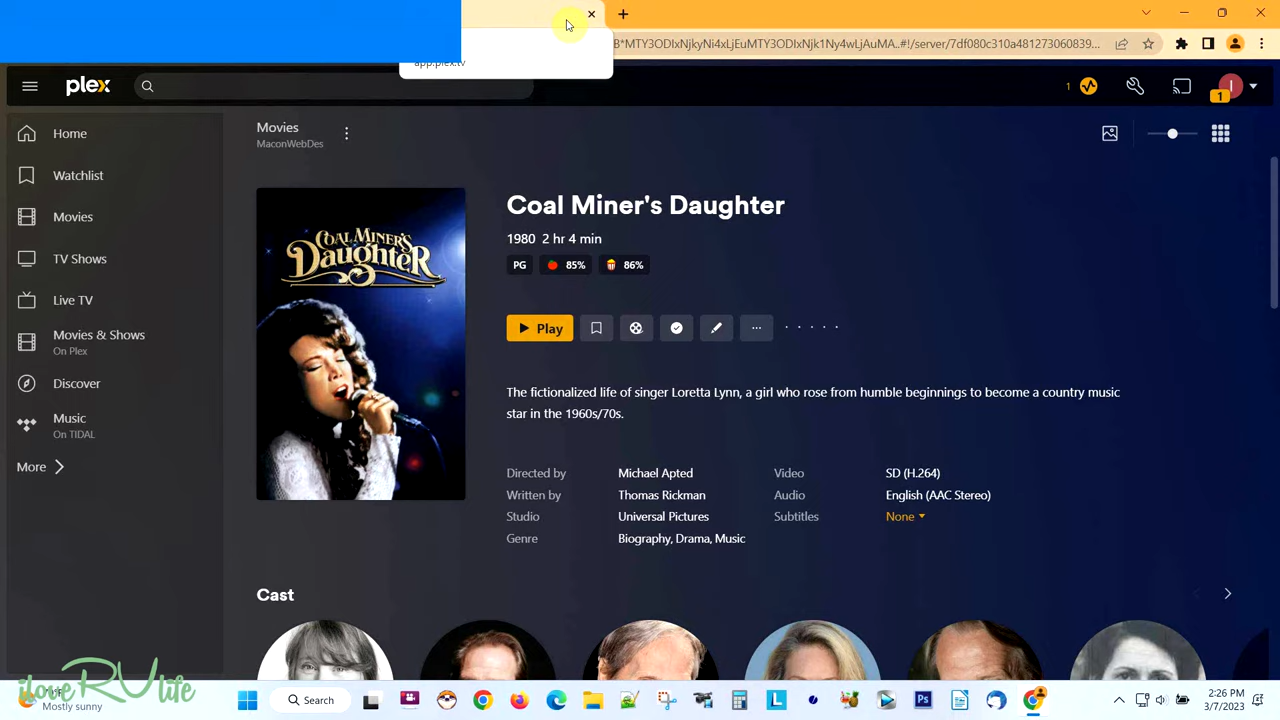 B*MTY3ODIxNjkyNi4xLjEuMTY3ODIxNjk1Ny4wLjAuMA..#!/server/7df080c310a481273060839...
app.plex.tv
plex
1
1
I
Home
Watchlist
Movies
TV Shows
Live TV
Movies & Shows
On Plex
Discover
Music
On TIDAL
More
Movies
MaconWebDes
COAL MINER'S
Daughter
Coal Miner's Daughter
1980 2 hr 4 min
PG 85% 86%
Play
The fictionalized life of singer Loretta Lynn, a girl who rose from humble beginnings to become a country music
star in the 1960s/70s.
Directed by Michael Apted
Written by Thomas Rickman
Studio Universal Pictures
Genre Biography, Drama, Music
Video SD (H.264)
Audio English (AAC Stereo)
Subtitles None
Cast
iloveRVlife
Mostly sunny
Search
L
Ps
2:26 PM
3/7/2023